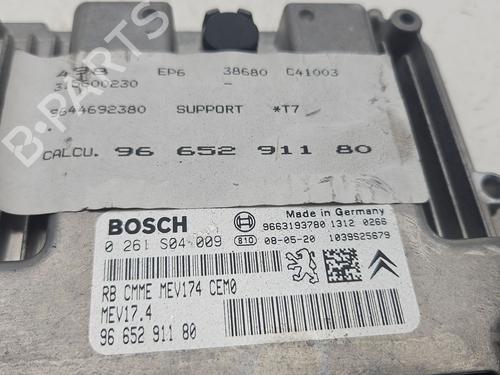 EP6 38680 C41003
9644692380 SUPPORT *T7
CALCU. 96 652 911 80
BOSCH
Made in Germany
0 261 S04 009
9663193780 1312 0266
810 08-05-20 1039S25679
RB CMME MEV174 CEM0
MEV17.4
96 652 911 80
B-PARTS